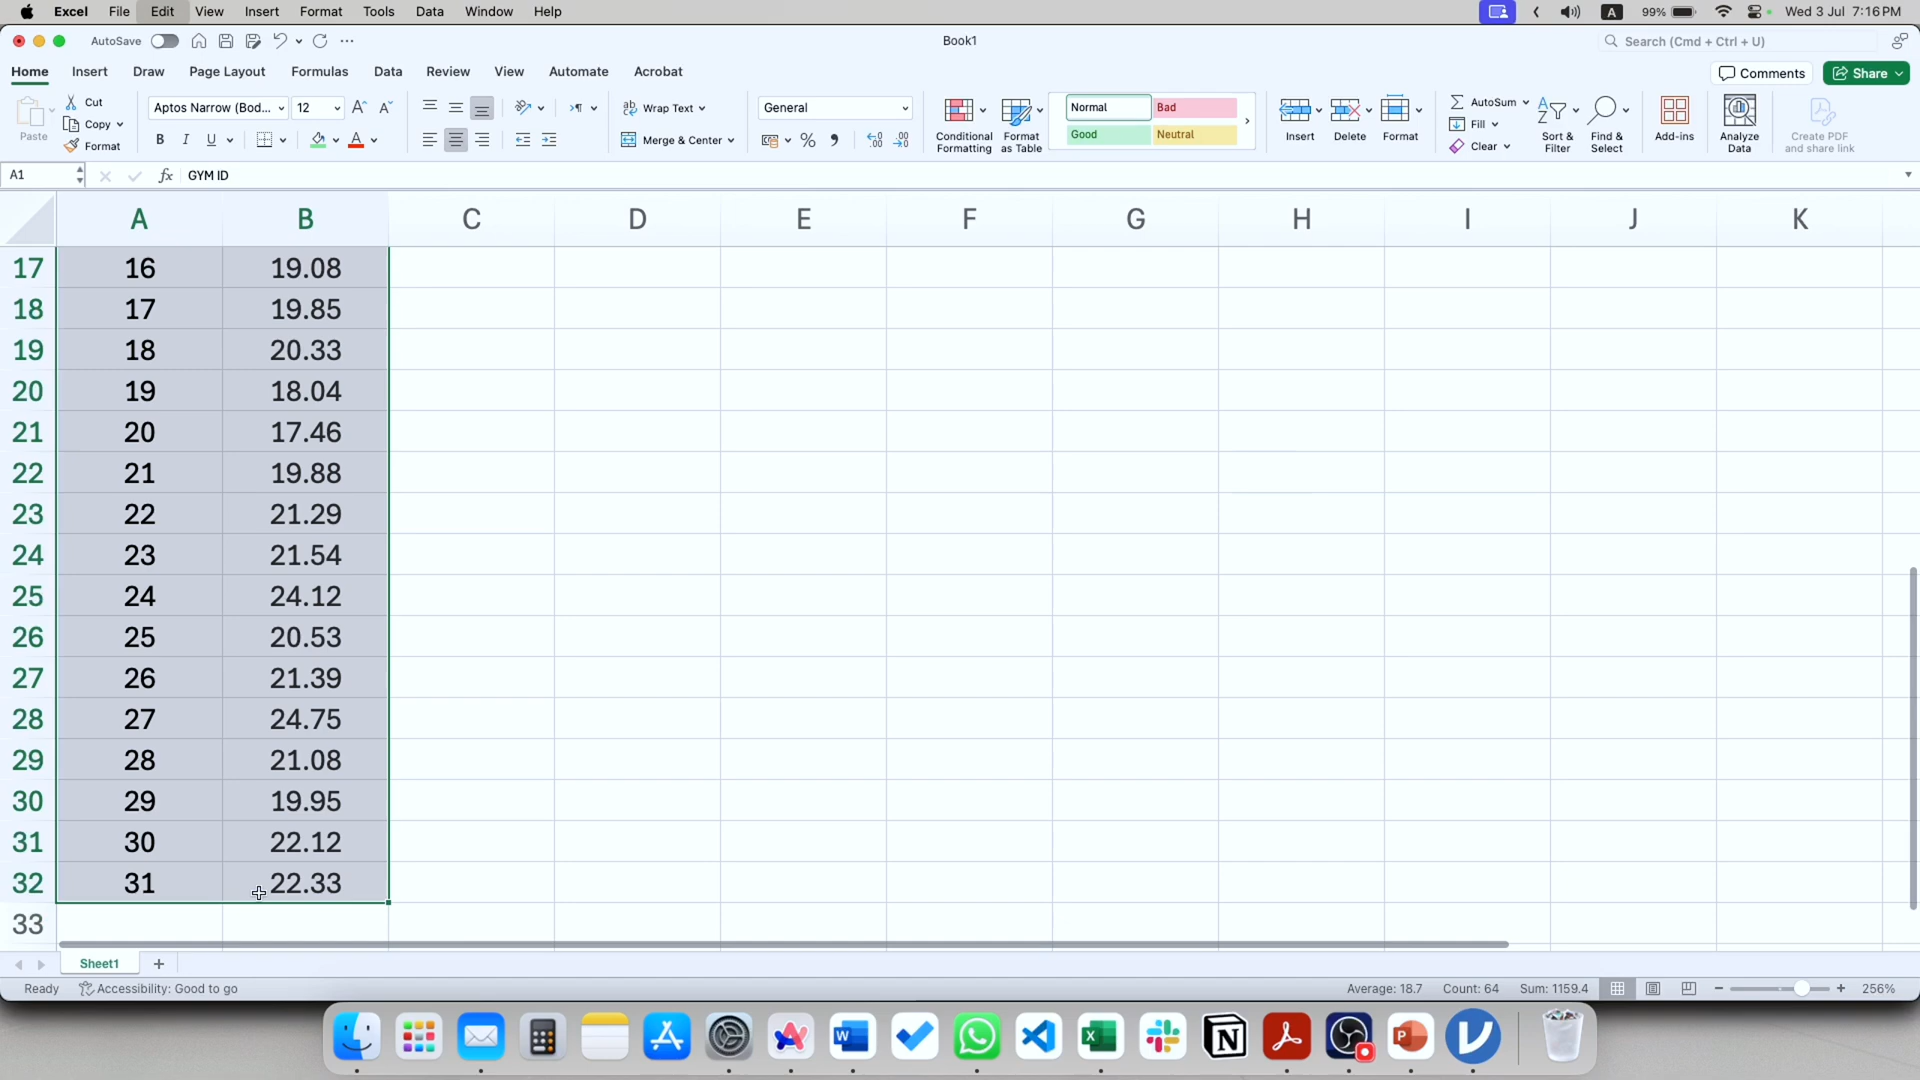 Excel File Edit View Insert Format Tools Data Window Help A 99% Wed 3 Jul 7:16 PM
AutoSave Book1 Search (Cmd + Ctrl + U)
Home Insert Draw Page Layout Formulas Data Review View Automate Acrobat Comments Share
Paste Cut Copy Format
Aptos Narrow (Bod... 12 A^ A˅
B I U A
Wrap Text
Merge & Center
General
% 9 .00 .00
Conditional Formatting
Format as Table
Normal Bad
Good Neutral
Insert Delete Format
AutoSum
Fill
Clear
Sort & Filter
Find & Select
Add-ins
Analyze Data
Create PDF and share link
A1 fx GYM ID
A B C D E F G H I J K
17 16 19.08
18 17 19.85
19 18 20.33
20 19 18.04
21 20 17.46
22 21 19.88
23 22 21.29
24 23 21.54
25 24 24.12
26 25 20.53
27 26 21.39
28 27 24.75
29 28 21.08
30 29 19.95
31 30 22.12
32 31 22.33
33
Sheet1 +
Ready Accessibility: Good to go Average: 18.7 Count: 64 Sum: 1159.4 − + 256%